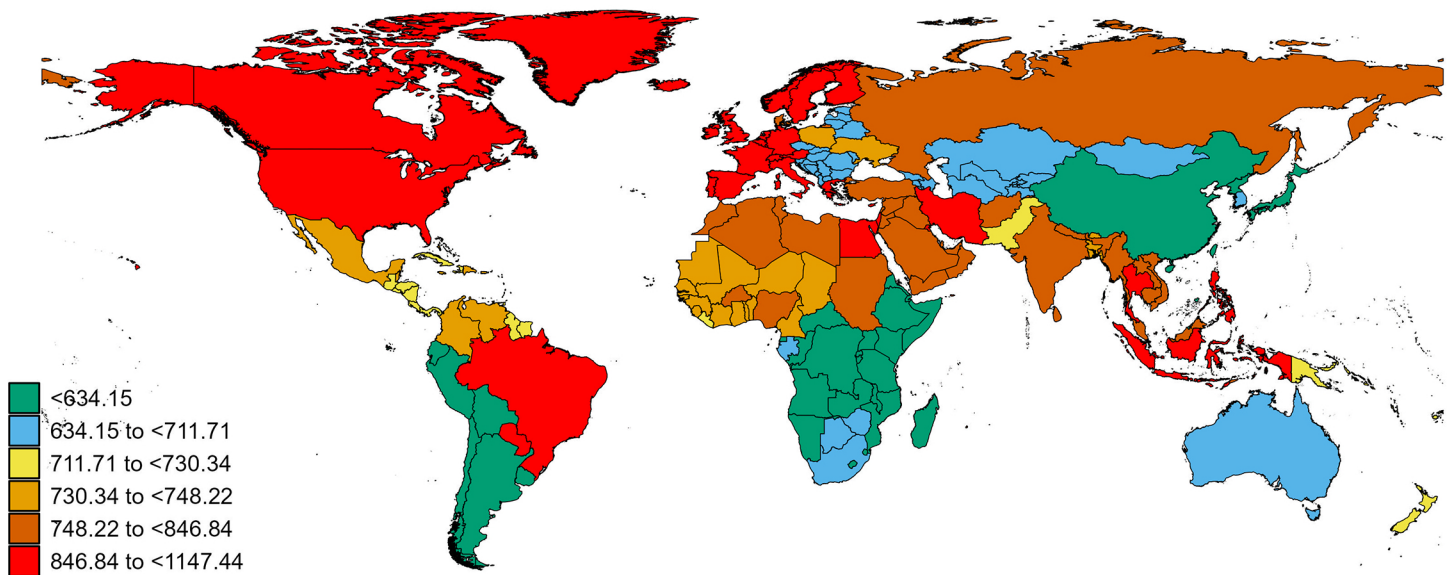 <634.15
634.15 to <711.71
711.71 to <730.34
730.34 to <748.22
748.22 to <846.84
846.84 to <1147.44